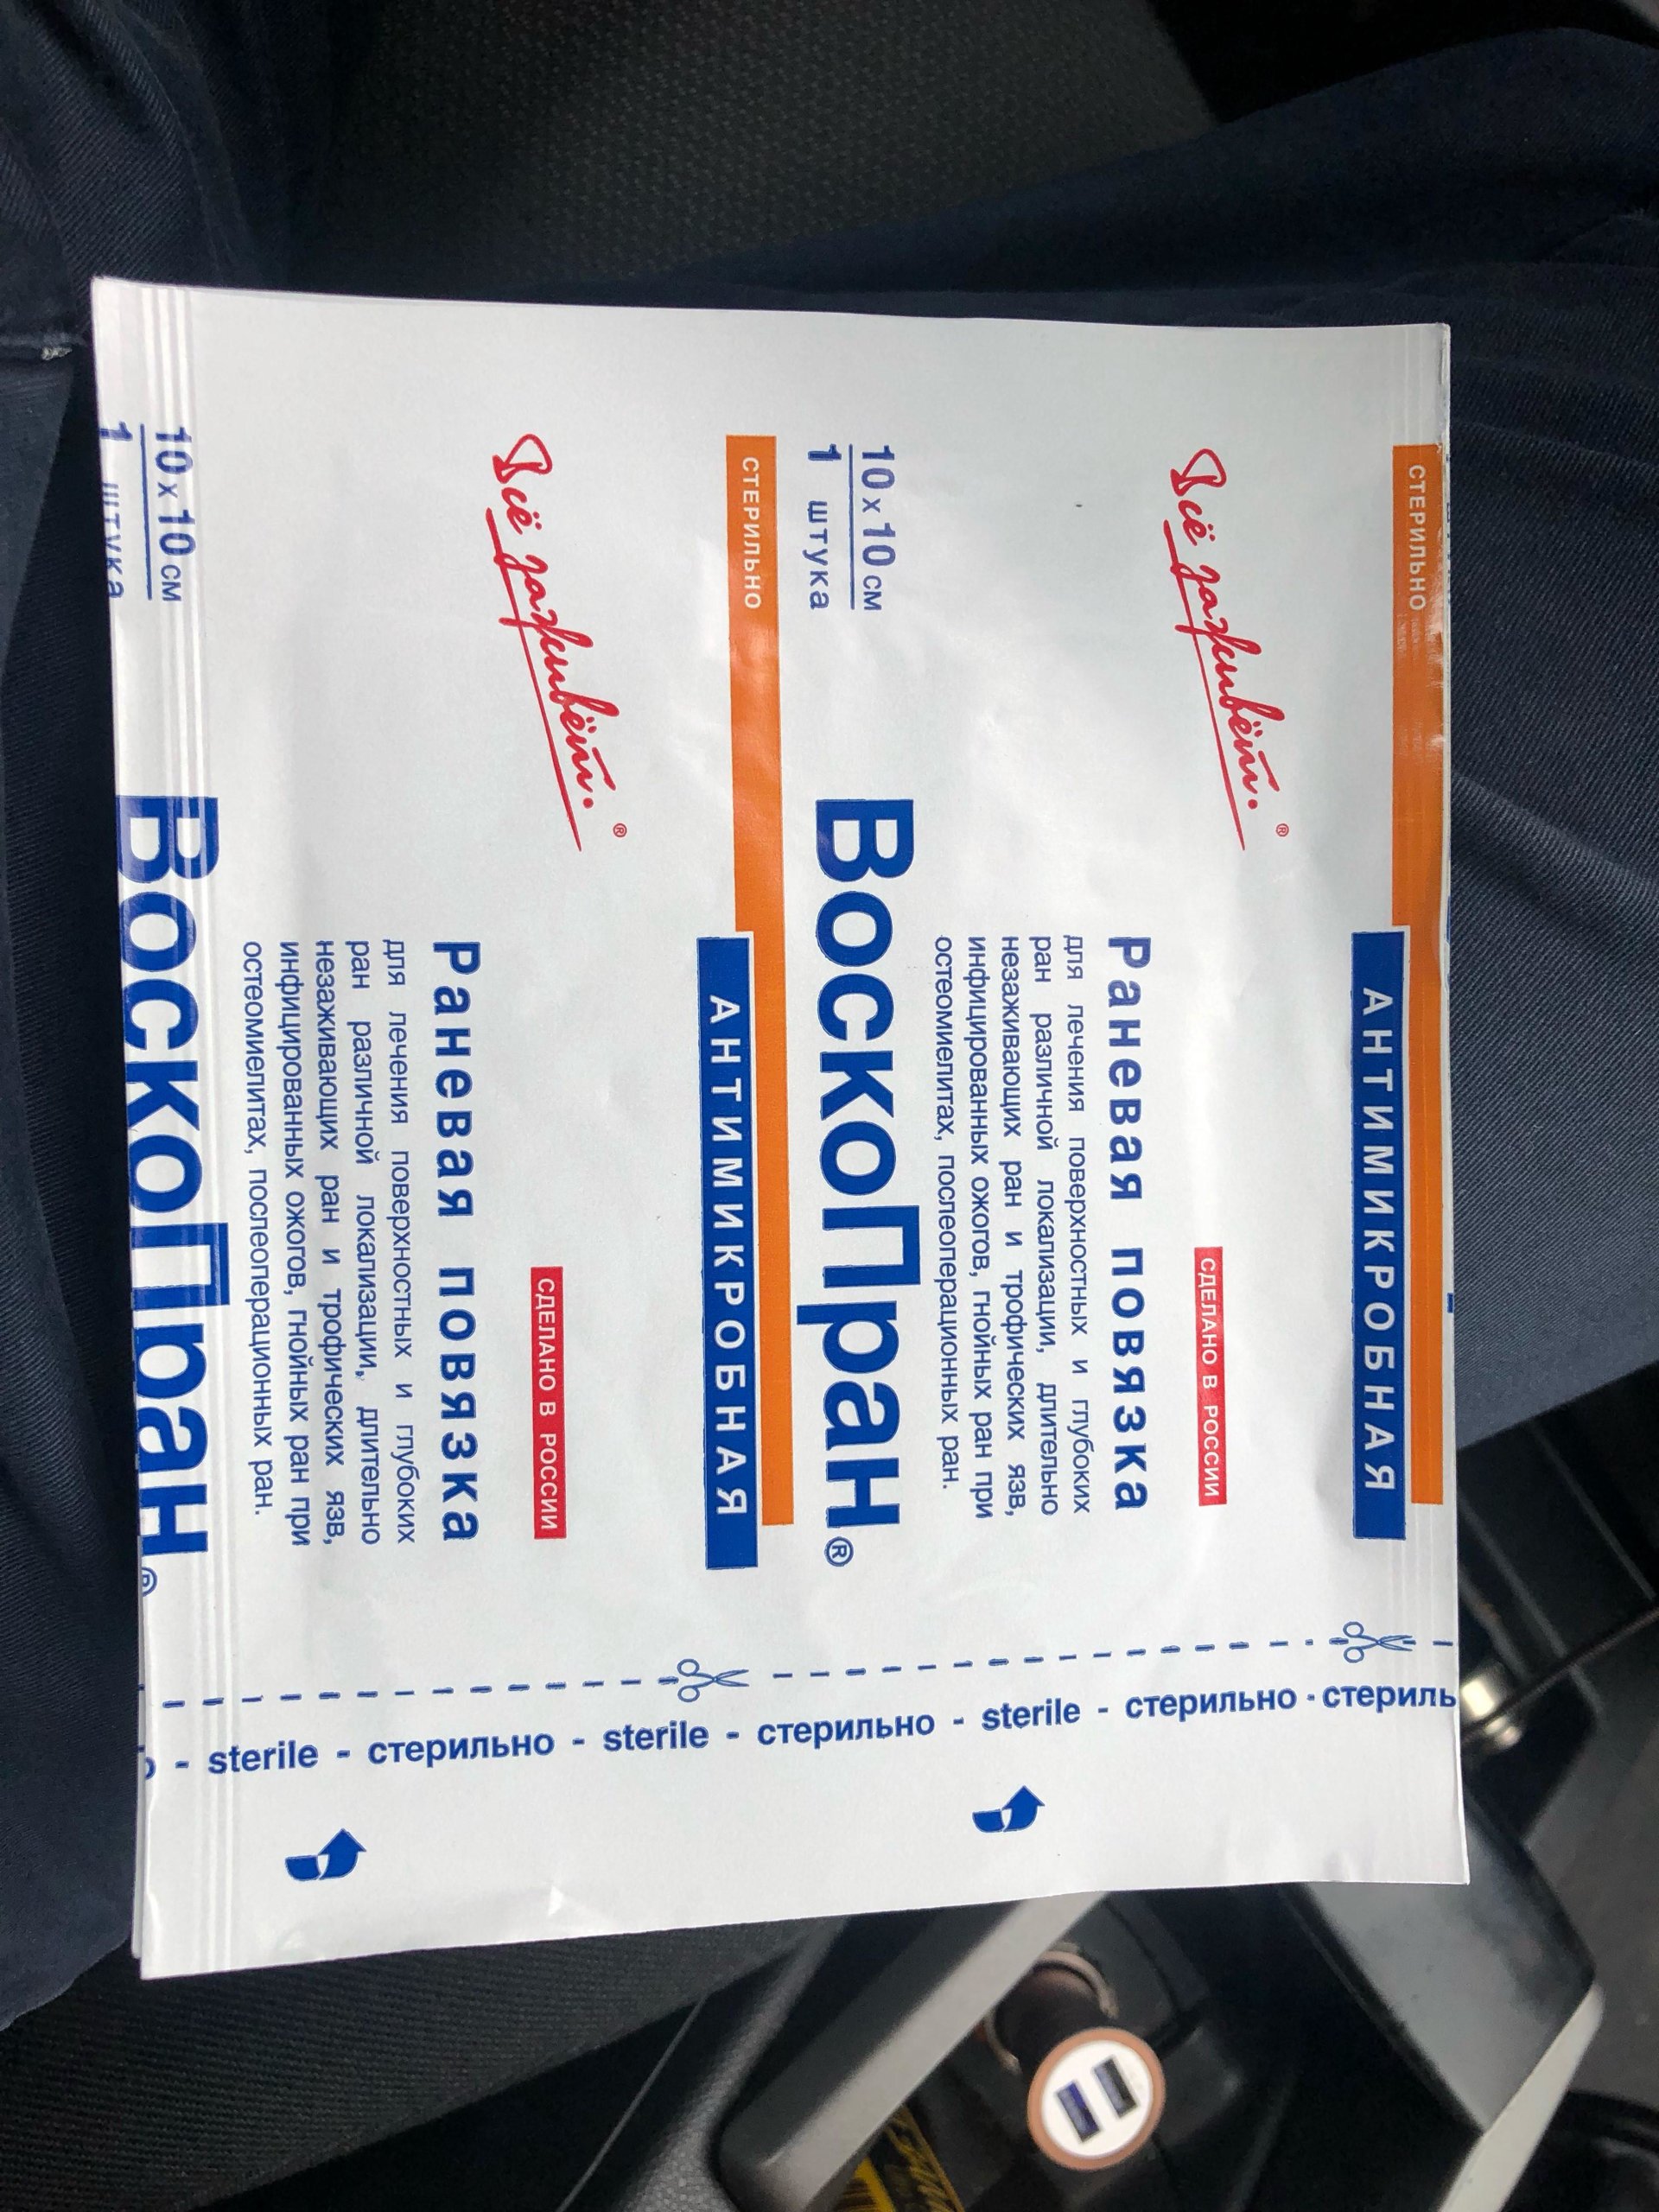 СТЕРИЛЬНО
АНТИМИКРОБНАЯ
Всё заживёт.®
СДЕЛАНО В РОССИИ
Раневая повязка
для лечения поверхностных и глубоких
ран различной локализации, длительно
незаживающих ран и трофических язв,
инфицированных ожогов, гнойных ран при
остеомиелитах, послеоперационных ран.
10 x 10 см
1 штука
ВоскоПран®
СТЕРИЛЬНО
АНТИМИКРОБНАЯ
Всё заживёт.®
СДЕЛАНО В РОССИИ
Раневая повязка
для лечения поверхностных и глубоких
ран различной локализации, длительно
незаживающих ран и трофических язв,
инфицированных ожогов, гнойных ран при
остеомиелитах, послеоперационных ран.
10 x 10 см
1 штука
ВоскоПран®
- sterile - стерильно - sterile - стерильно - sterile - стерильно - стериль